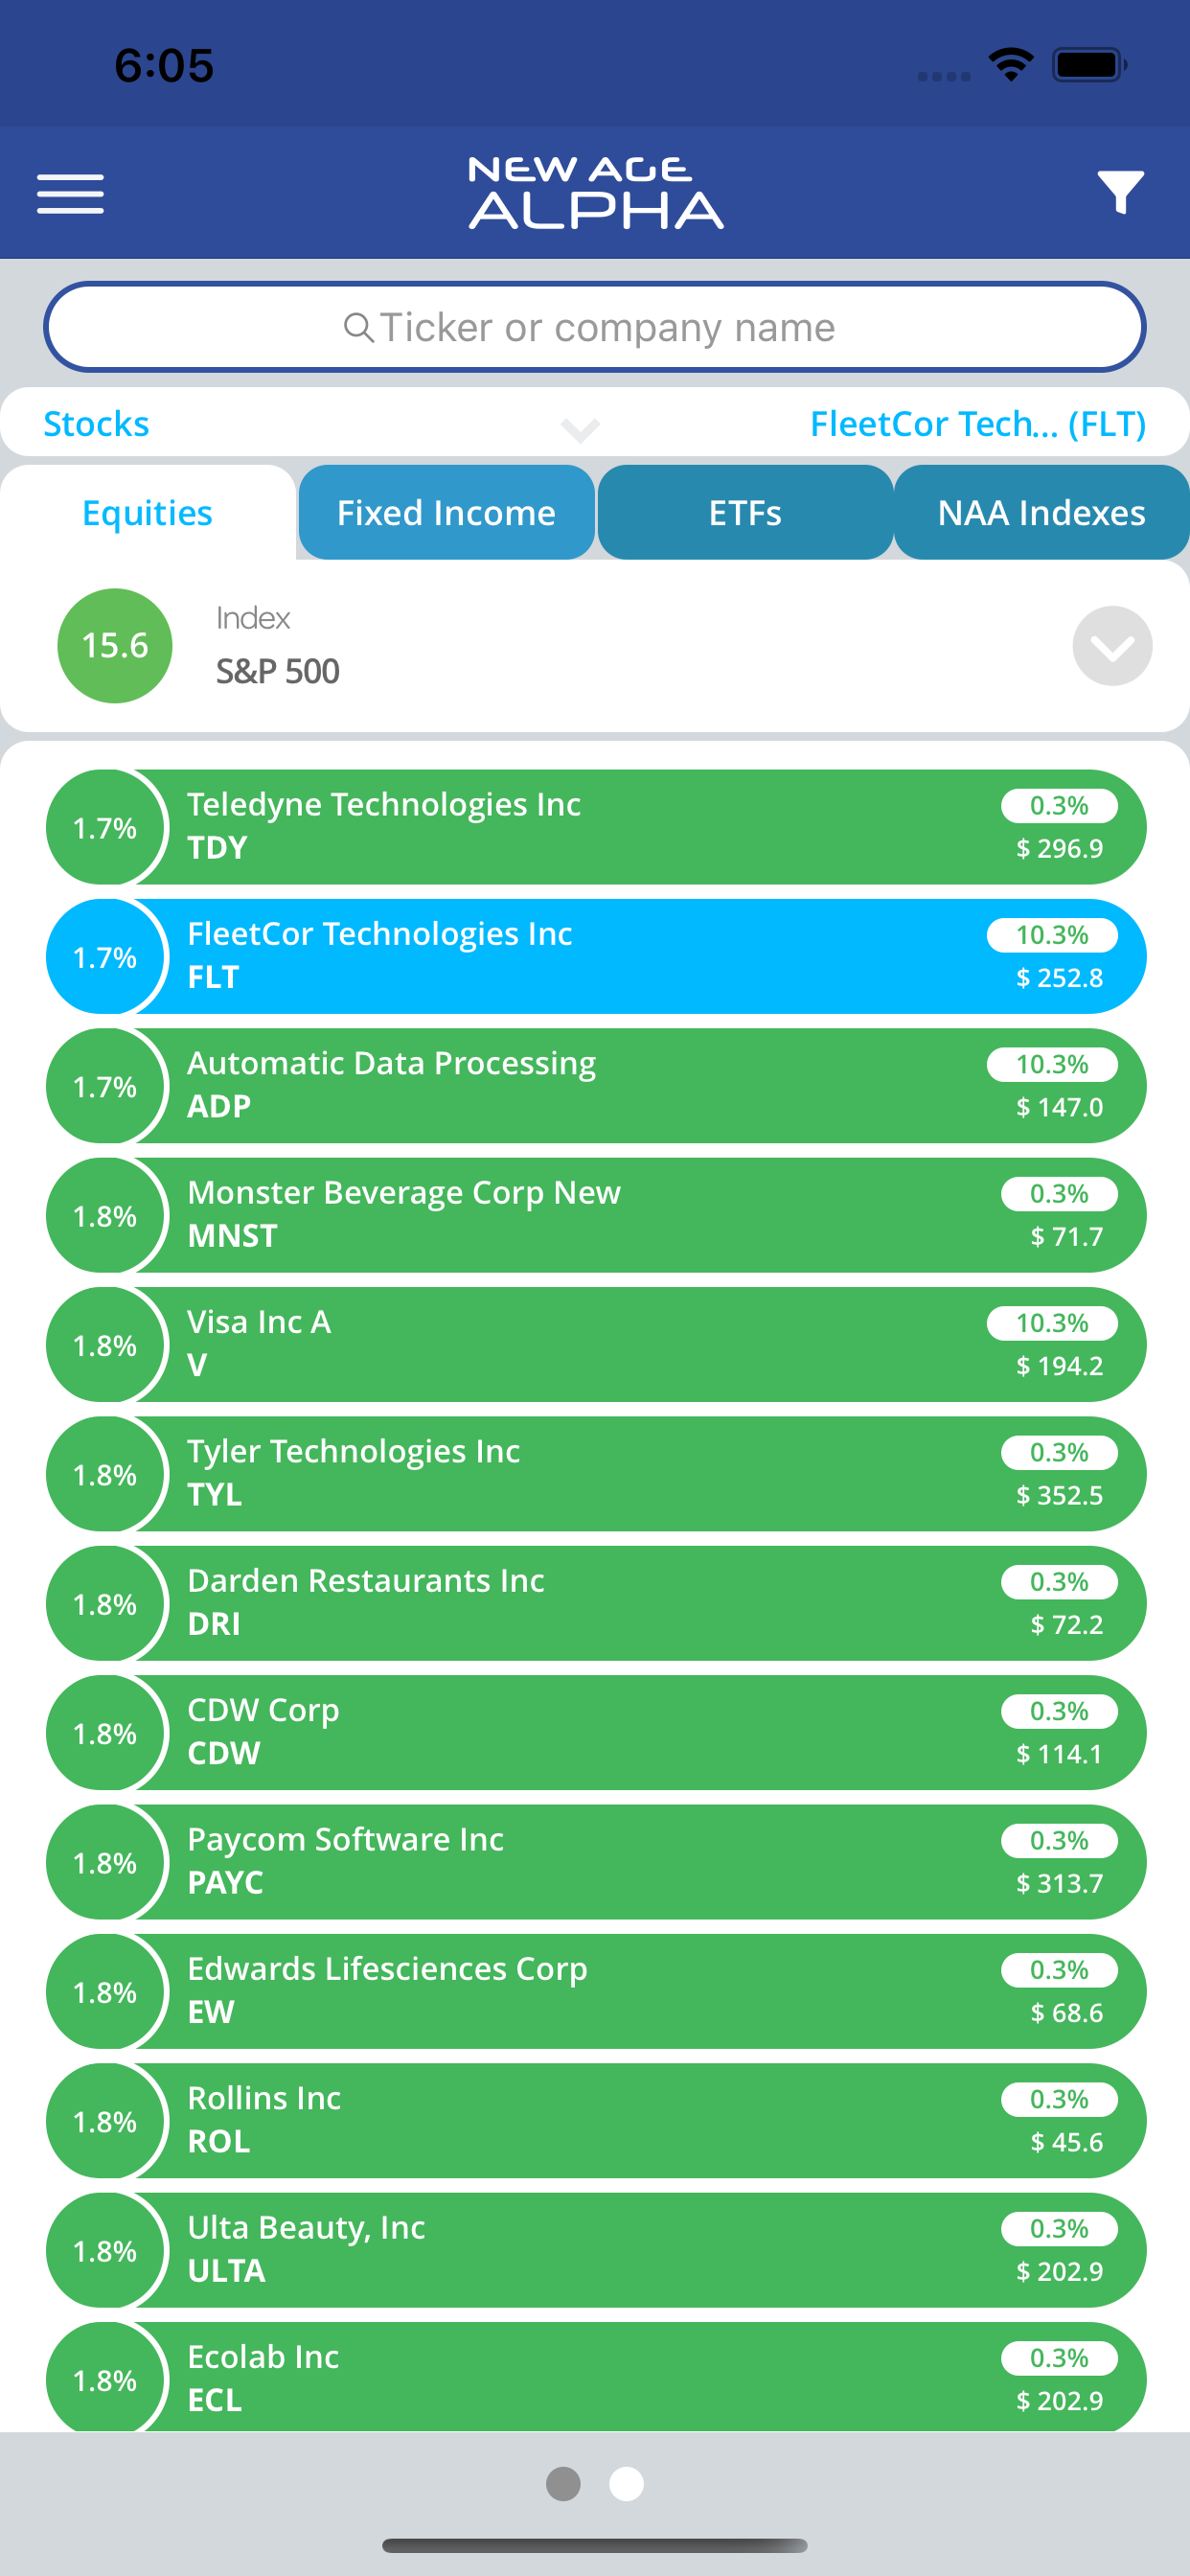 6:05
NEW AGE
ALPHA
Ticker or company name
Stocks FleetCor Tech... (FLT)
Equities Fixed Income ETFs NAA Indexes
15.6
Index
S&P 500
1.7% Teledyne Technologies Inc 0.3%
TDY $ 296.9
1.7% FleetCor Technologies Inc 10.3%
FLT $ 252.8
1.7% Automatic Data Processing 10.3%
ADP $ 147.0
1.8% Monster Beverage Corp New 0.3%
MNST $ 71.7
1.8% Visa Inc A 10.3%
V $ 194.2
1.8% Tyler Technologies Inc 0.3%
TYL $ 352.5
1.8% Darden Restaurants Inc 0.3%
DRI $ 72.2
1.8% CDW Corp 0.3%
CDW $ 114.1
1.8% Paycom Software Inc 0.3%
PAYC $ 313.7
1.8% Edwards Lifesciences Corp 0.3%
EW $ 68.6
1.8% Rollins Inc 0.3%
ROL $ 45.6
1.8% Ulta Beauty, Inc 0.3%
ULTA $ 202.9
1.8% Ecolab Inc 0.3%
ECL $ 202.9